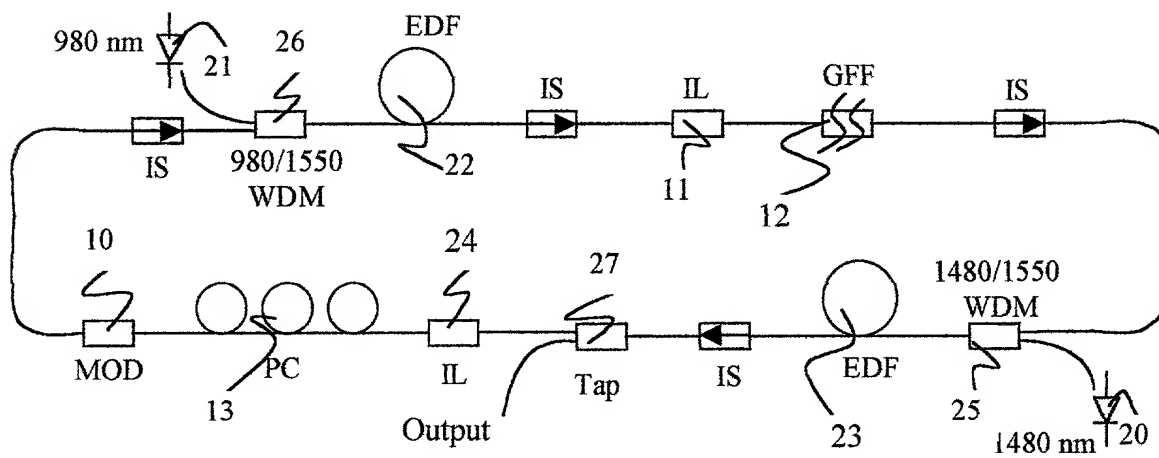 EDF
980 nm
26
21
GFF
IS
IL
IS
IS
980/1550
WDM
22
11
12
10
24
27
1480/1550
WDM
MOD
PC
IL
Tap
IS
EDF
13
25
Output
23
1480 nm
20